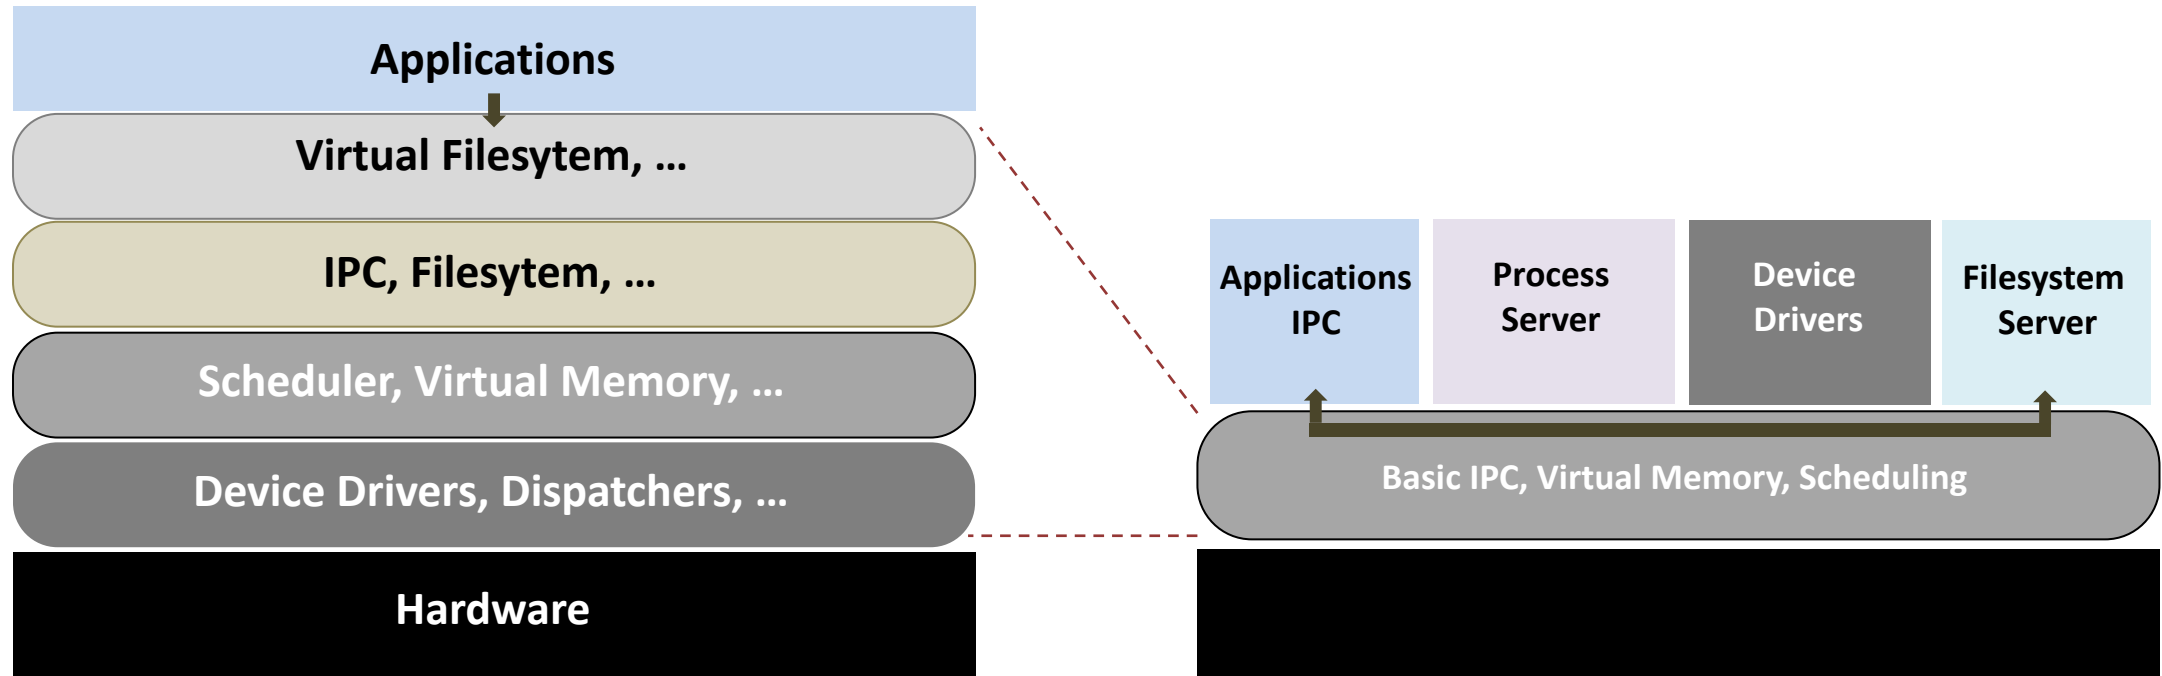 Applications
Virtual Filesytem, ...
IPC, Filesytem, ...
Scheduler, Virtual Memory, ...
Device Drivers, Dispatchers, ...
Hardware
Applications
IPC
Process
Server
Device
Drivers
Filesystem
Server
Basic IPC, Virtual Memory, Scheduling